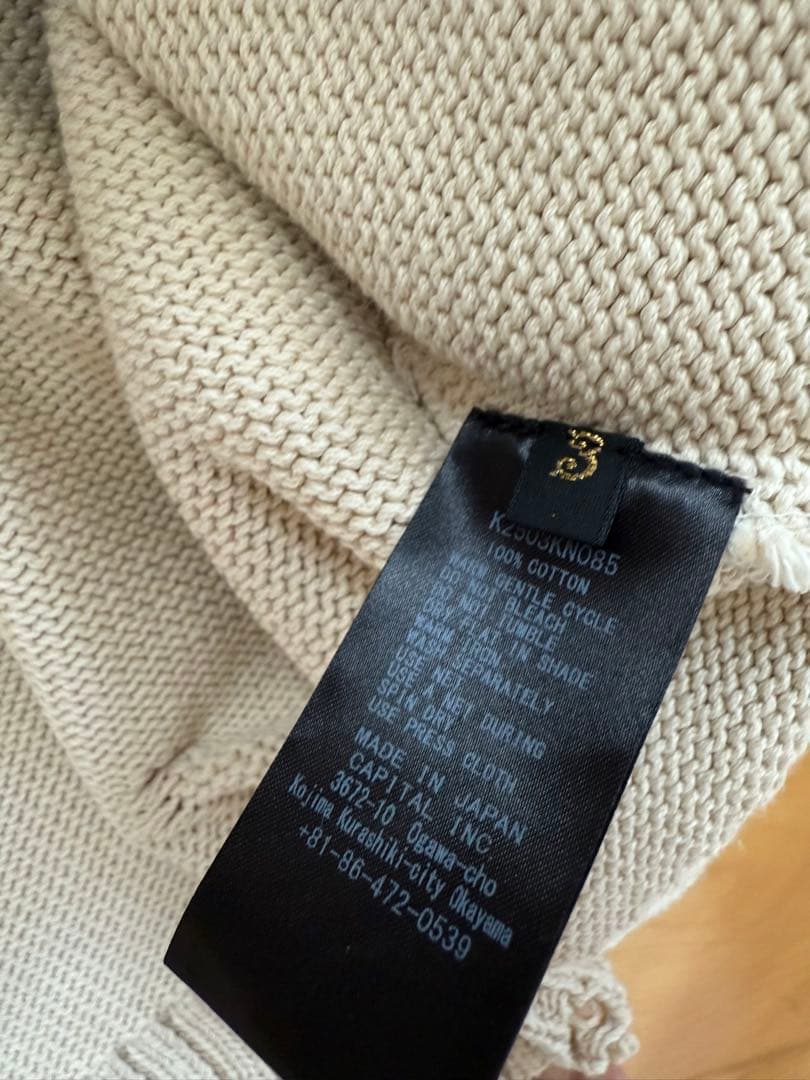 3
K2503KN085
100% COTTON
WARM GENTLE CYCLE
DO NOT BLEACH
DO NOT TUMBLE
DRY FLAT IN SHADE
WARM IRON
WASH SEPARATELY
USE NET
USE A NET DURING
SPIN DRY
USE PRESS CLOTH
MADE IN JAPAN
CAPITAL INC.
3672-10 Ogawa-cho
Kojima Kurashiki-city Okayama
+81-86-472-0539